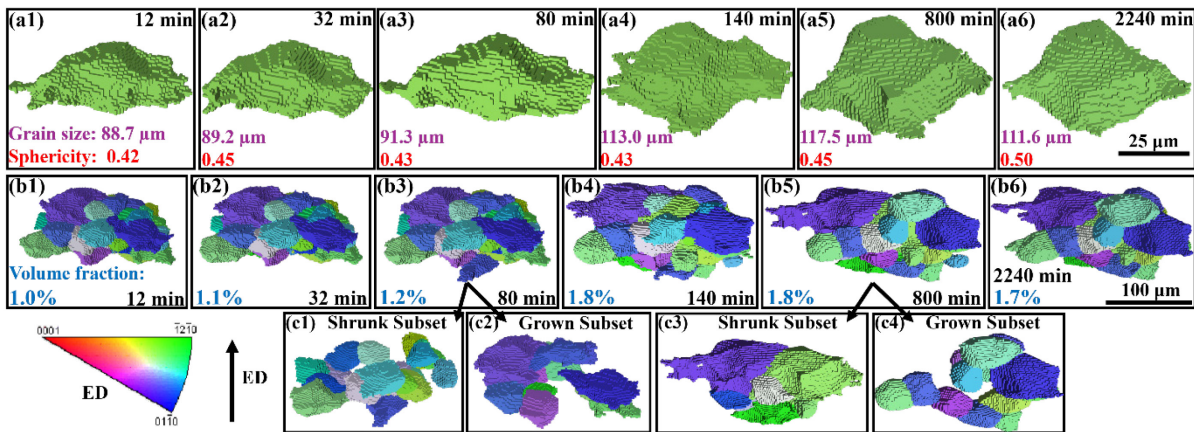 (a1) 12 min
Grain size: 88.7 μm
Sphericity: 0.42
(a2) 32 min
89.2 μm
0.45
(a3) 80 min
91.3 μm
0.43
(a4) 140 min
113.0 μm
0.43
(a5) 800 min
117.5 μm
0.45
(a6) 2240 min
111.6 μm
0.50
25 μm
(b1)
Volume fraction:
1.0% 12 min
(b2)
1.1% 32 min
(b3)
1.2% 80 min
(b4)
1.8% 140 min
(b5)
1.8% 800 min
(b6)
2240 min
1.7% 100 μm
0001
1̅21̅0
011̅0
ED
ED
(c1) Shrunk Subset
(c2) Grown Subset
(c3) Shrunk Subset
(c4) Grown Subset